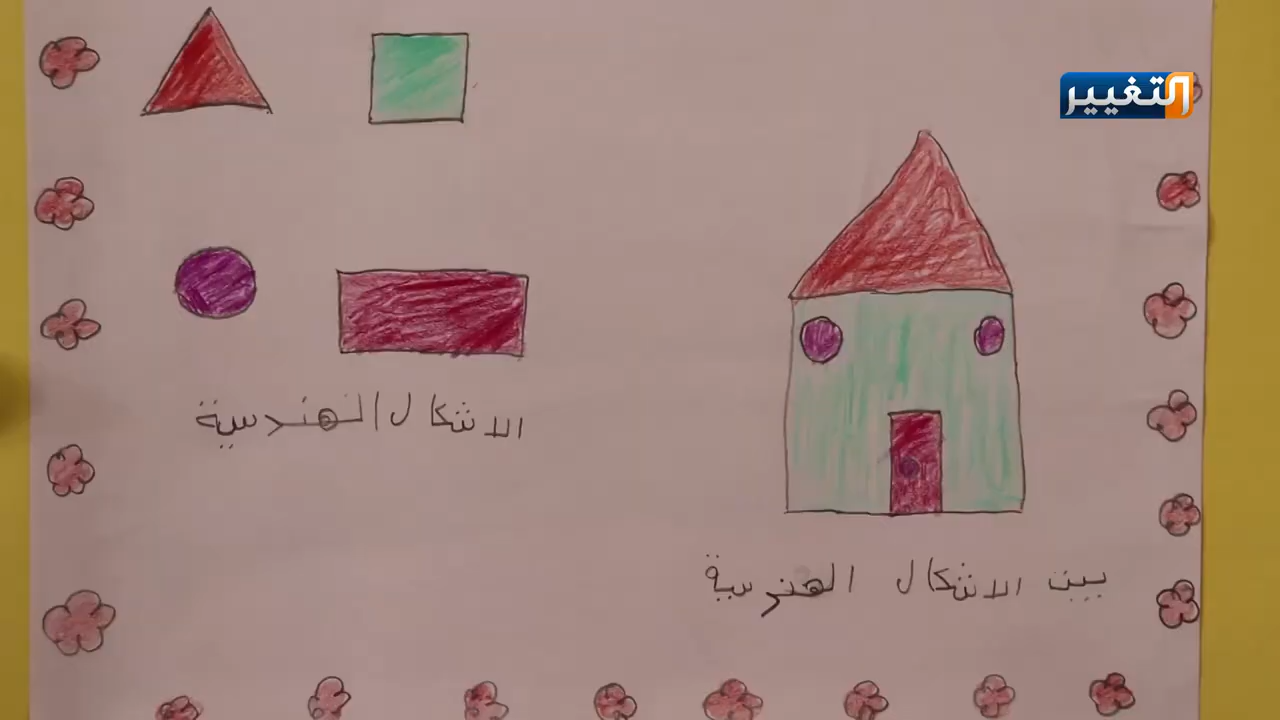 التغيير
الاشكال الهندسية
بين الاشكال الهندسية